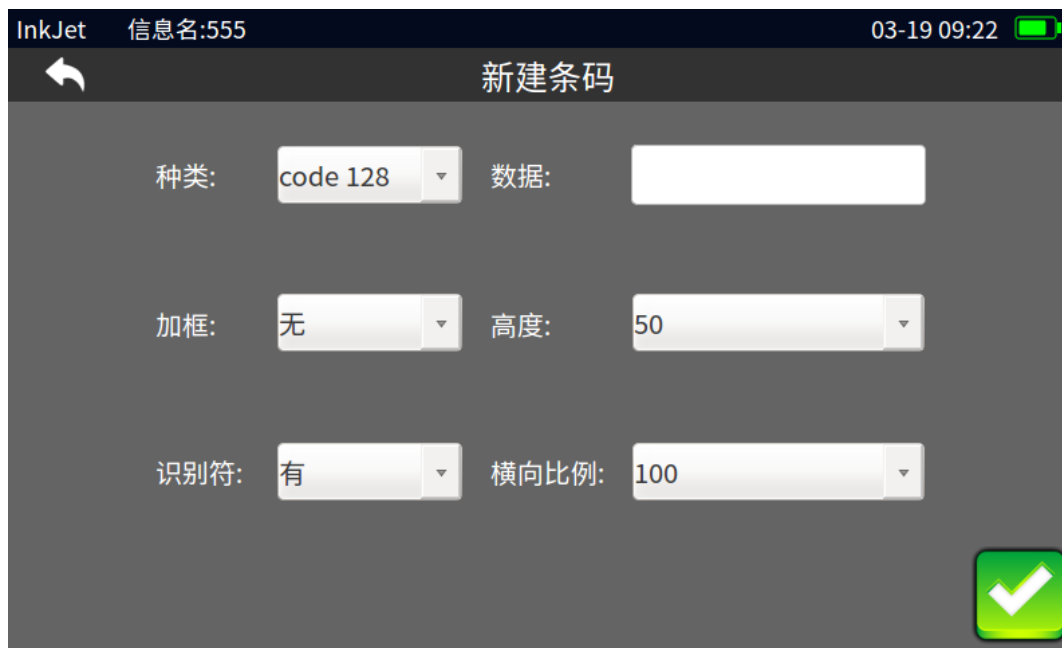 InkJet 信息名:555 03-19 09:22
新建条码
种类: code 128 数据:
加框: 无 高度: 50
识别符: 有 横向比例: 100